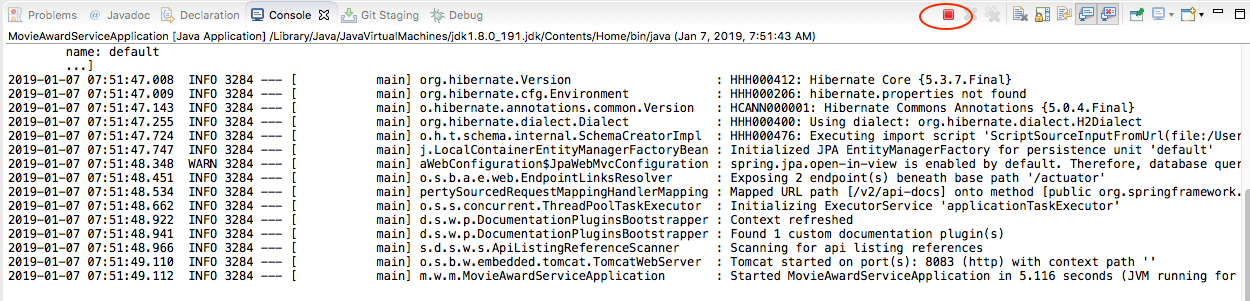 Problems @ Javadoc Declaration Console Git Staging Debug
MovieAwardServiceApplication [Java Application] /Library/Java/JavaVirtualMachines/jdk1.8.0_191.jdk/Contents/Home/bin/java (Jan 7, 2019, 7:51:43 AM)
name: default
...]
2019-01-07 07:51:47.008  INFO 3284 --- [           main] org.hibernate.Version                    : HHH000412: Hibernate Core {5.3.7.Final}
2019-01-07 07:51:47.009  INFO 3284 --- [           main] org.hibernate.cfg.Environment            : HHH000206: hibernate.properties not found
2019-01-07 07:51:47.143  INFO 3284 --- [           main] o.hibernate.annotations.common.Version   : HCANN000001: Hibernate Commons Annotations {5.0.4.Final}
2019-01-07 07:51:47.255  INFO 3284 --- [           main] org.hibernate.dialect.Dialect            : HHH000400: Using dialect: org.hibernate.dialect.H2Dialect
2019-01-07 07:51:47.724  INFO 3284 --- [           main] o.h.t.schema.internal.SchemaCreatorImpl  : HHH000476: Executing import script 'ScriptSourceInputFromUrl(file:/User
2019-01-07 07:51:47.747  INFO 3284 --- [           main] j.LocalContainerEntityManagerFactoryBean : Initialized JPA EntityManagerFactory for persistence unit 'default'
2019-01-07 07:51:48.348  WARN 3284 --- [           main] aWebConfiguration$JpaWebMvcConfiguration : spring.jpa.open-in-view is enabled by default. Therefore, database quer
2019-01-07 07:51:48.451  INFO 3284 --- [           main] o.s.b.a.e.web.EndpointLinksResolver      : Exposing 2 endpoint(s) beneath base path '/actuator'
2019-01-07 07:51:48.534  INFO 3284 --- [           main] pertySourcedRequestMappingHandlerMapping : Mapped URL path [/v2/api-docs] onto method [public org.springframework.
2019-01-07 07:51:48.662  INFO 3284 --- [           main] o.s.s.concurrent.ThreadPoolTaskExecutor  : Initializing ExecutorService 'applicationTaskExecutor'
2019-01-07 07:51:48.922  INFO 3284 --- [           main] d.s.w.p.DocumentationPluginsBootstrapper : Context refreshed
2019-01-07 07:51:48.941  INFO 3284 --- [           main] d.s.w.p.DocumentationPluginsBootstrapper : Found 1 custom documentation plugin(s)
2019-01-07 07:51:48.966  INFO 3284 --- [           main] s.d.s.w.s.ApiListingReferenceScanner     : Scanning for api listing references
2019-01-07 07:51:49.110  INFO 3284 --- [           main] o.s.b.w.embedded.tomcat.TomcatWebServer  : Tomcat started on port(s): 8083 (http) with context path ''
2019-01-07 07:51:49.112  INFO 3284 --- [           main] m.w.m.MovieAwardServiceApplication       : Started MovieAwardServiceApplication in 5.116 seconds (JVM running for